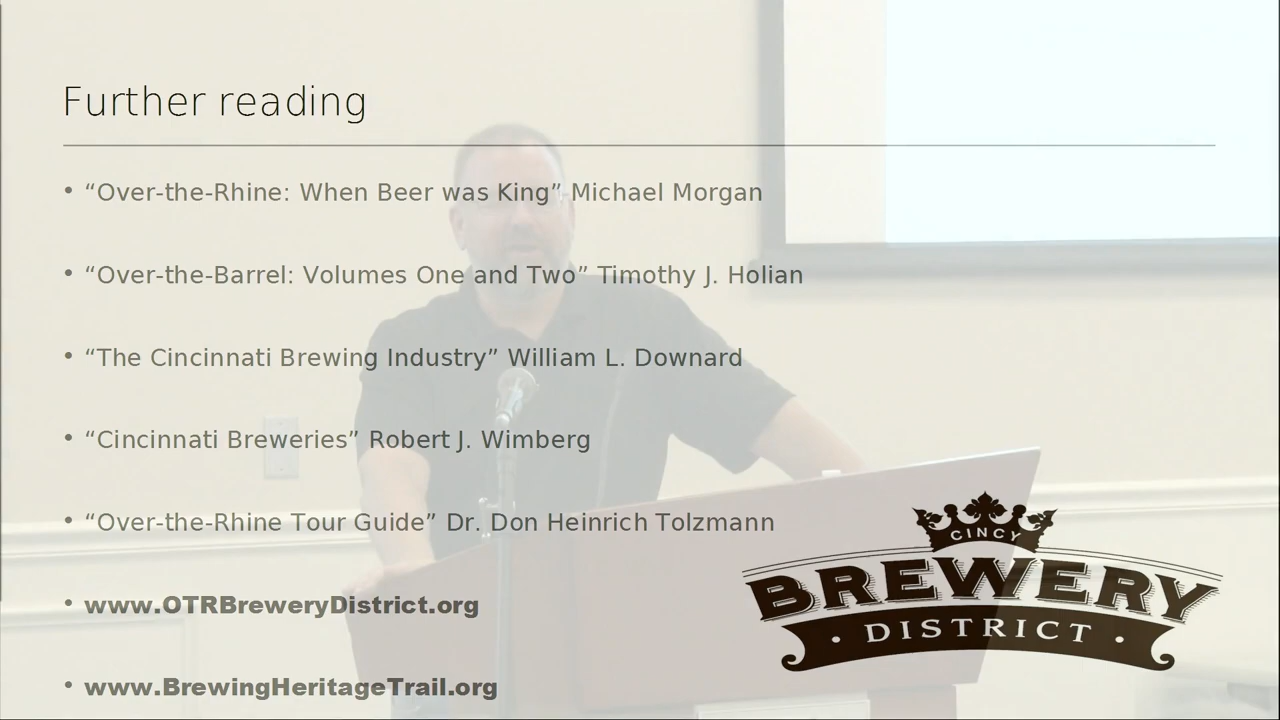 Further reading
• “Over-the-Rhine: When Beer was King” Michael Morgan
• “Over-the-Barrel: Volumes One and Two” Timothy J. Holian
• “The Cincinnati Brewing Industry” William L. Downard
• “Cincinnati Breweries” Robert J. Wimberg
• “Over-the-Rhine Tour Guide” Dr. Don Heinrich Tolzmann
CINCY
BREWERY
• DISTRICT •
• www.OTRBreweryDistrict.org
• www.BrewingHeritageTrail.org